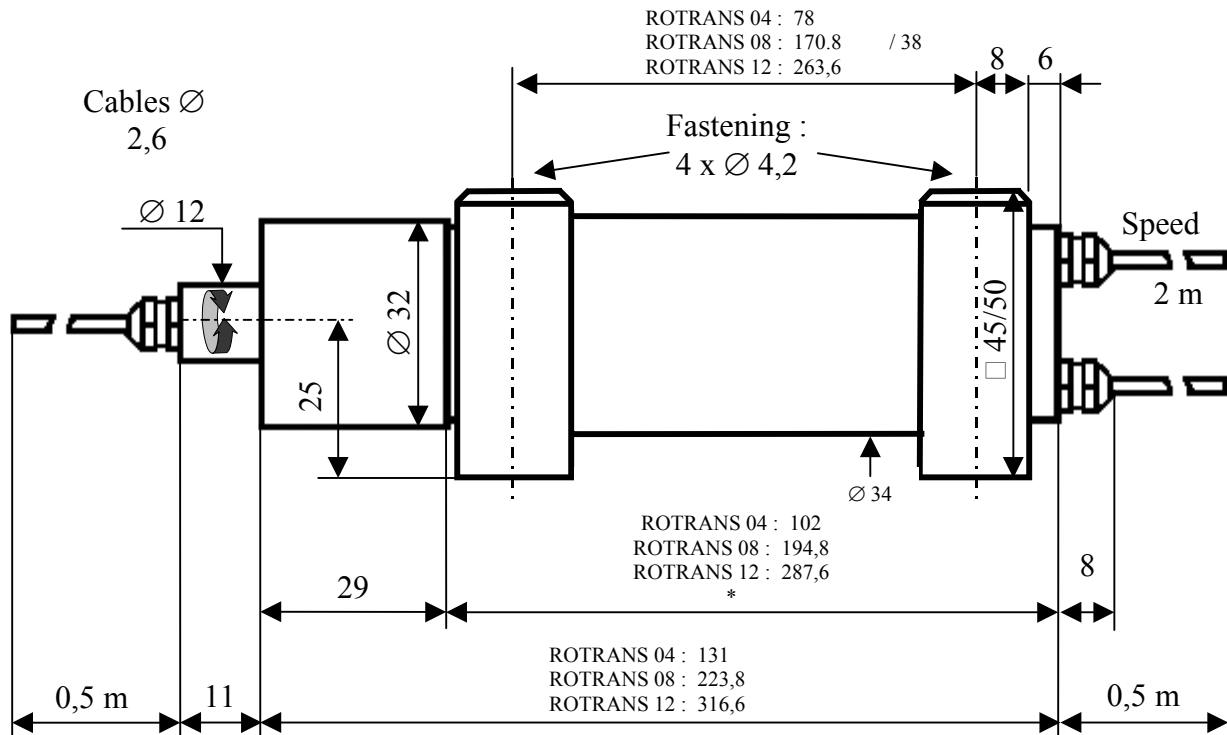 ROTRANS 04 : 78
ROTRANS 08 : 170.8 / 38
ROTRANS 12 : 263,6
8
6
Cables ∅
2,6
Fastening :
4 x ∅ 4,2
∅ 12
Speed
2 m
∅ 32
25
□ 45/50
∅ 34
ROTRANS 04 : 102
ROTRANS 08 : 194,8
ROTRANS 12 : 287,6
*
29
8
ROTRANS 04 : 131
ROTRANS 08 : 223,8
ROTRANS 12 : 316,6
0,5 m
11
0,5 m